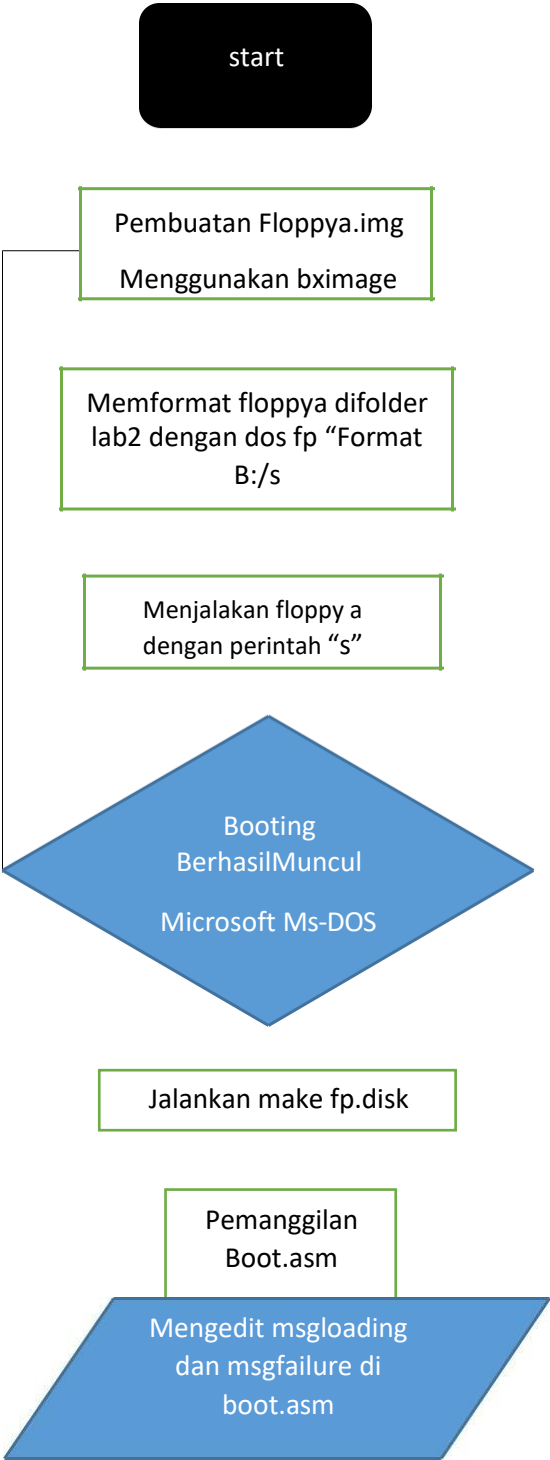 start
Pembuatan Floppya.img
Menggunakan bximage
Memformat floppya difolder
lab2 dengan dos fp “Format
B:/s
Menjalakan floppy a
dengan perintah “s”
Booting
BerhasilMuncul
Microsoft Ms-DOS
Jalankan make fp.disk
Pemanggilan
Boot.asm
Mengedit msgloading
dan msgfailure di
boot.asm